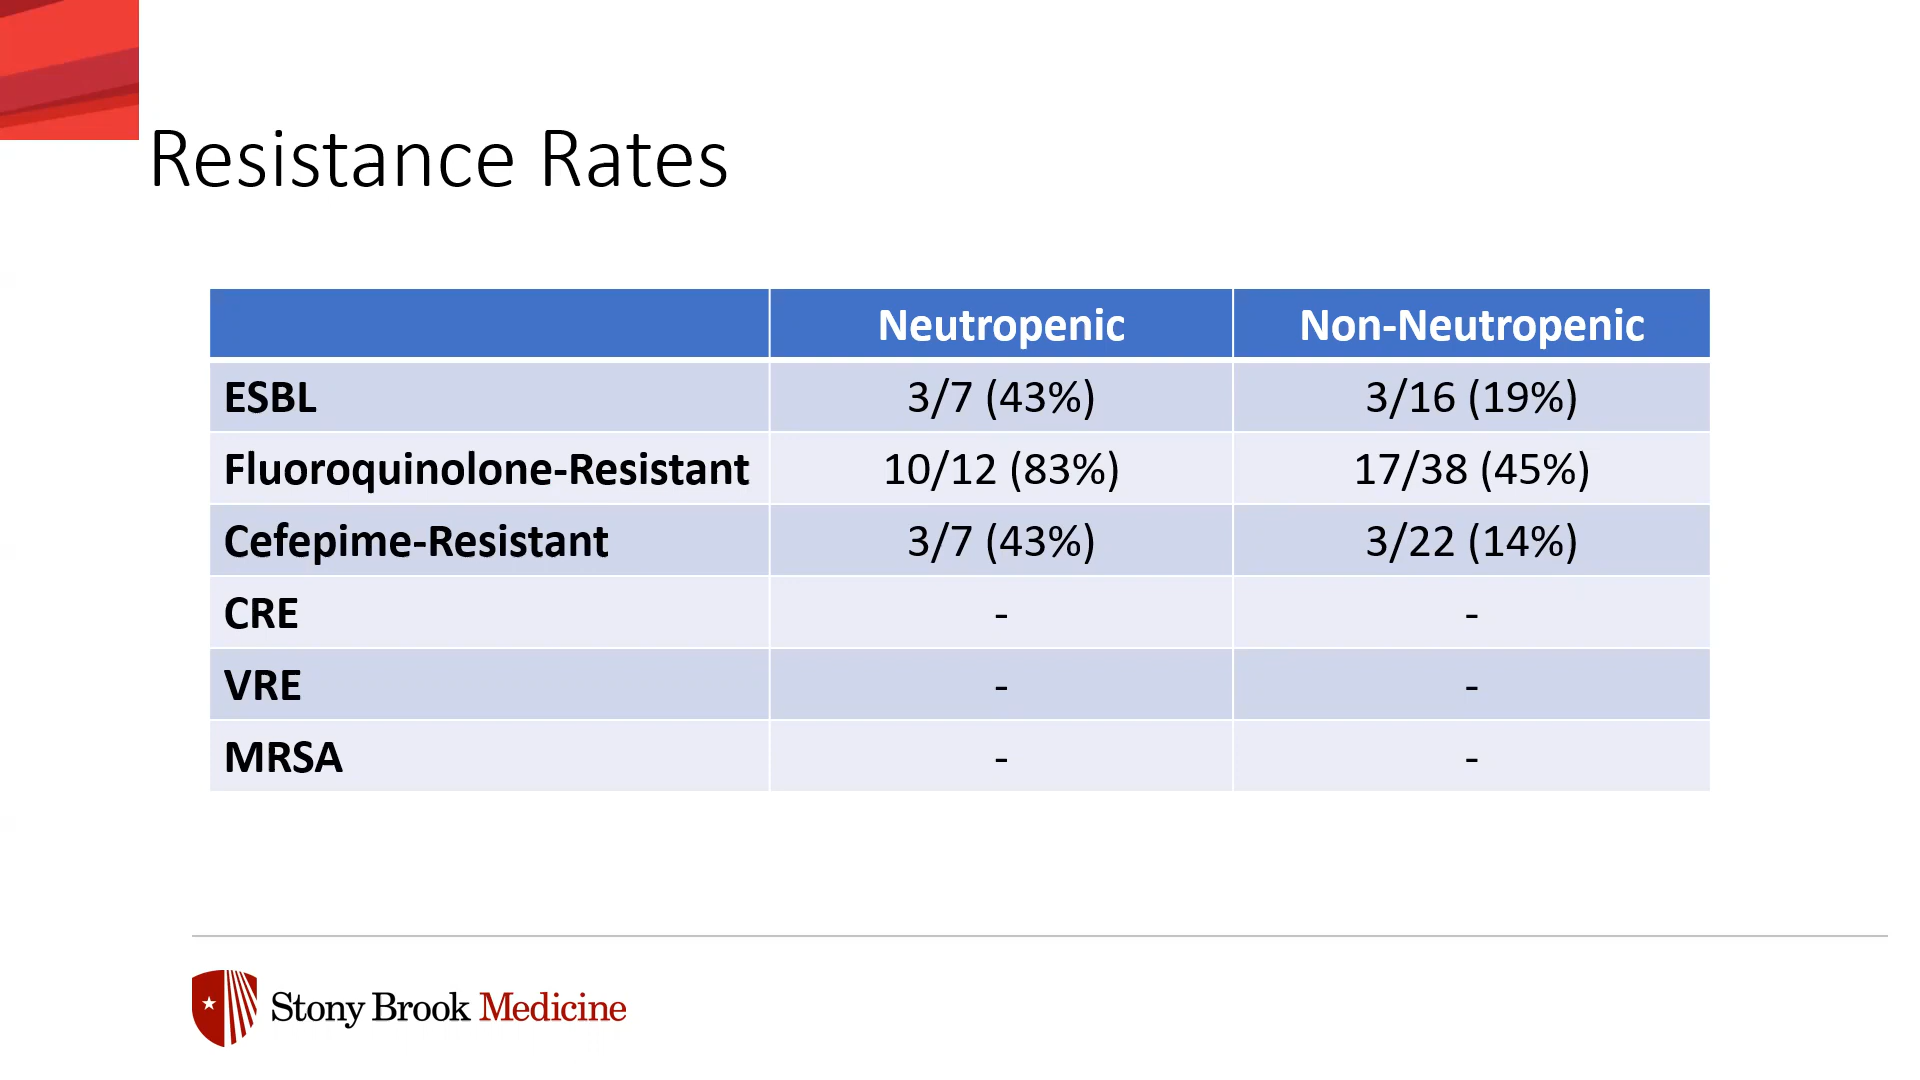 Resistance Rates
Neutropenic Non-Neutropenic
ESBL 3/7 (43%) 3/16 (19%)
Fluoroquinolone-Resistant 10/12 (83%) 17/38 (45%)
Cefepime-Resistant 3/7 (43%) 3/22 (14%)
CRE - -
VRE - -
MRSA - -
Stony Brook Medicine